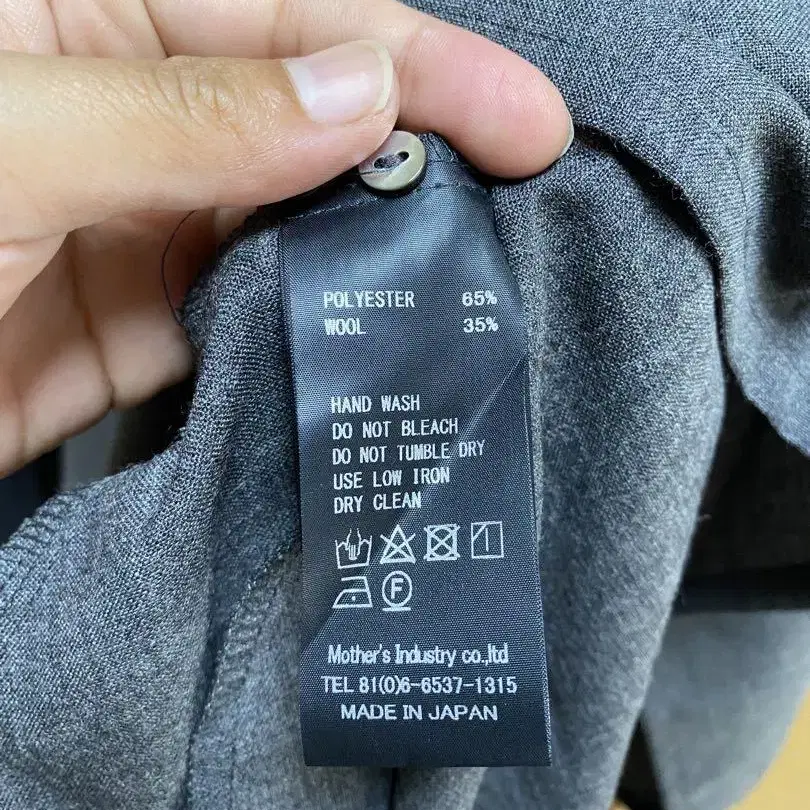 POLYESTER 65%
WOOL 35%
HAND WASH
DO NOT BLEACH
DO NOT TUMBLE DRY
USE LOW IRON
DRY CLEAN
F
Mother's Industry co.,ltd
TEL 81(0)6-6537-1315
MADE IN JAPAN